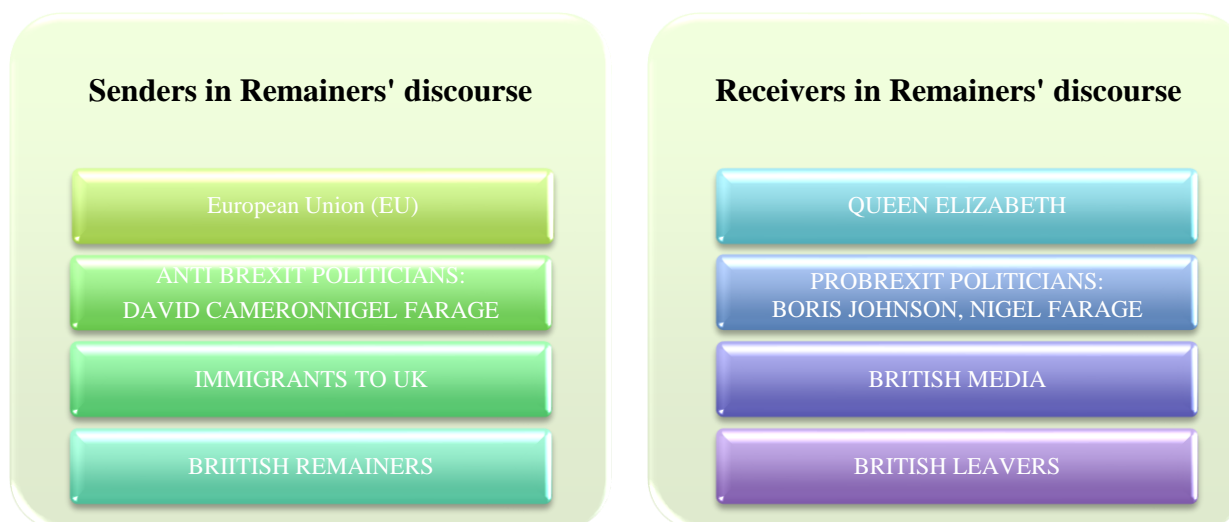 Senders in Remainers' discourse
European Union (EU)
ANTI BREXIT POLITICIANS:
DAVID CAMERONNIGEL FARAGE
IMMIGRANTS TO UK
BRIITISH REMAINERS
Receivers in Remainers' discourse
QUEEN ELIZABETH
PROBREXIT POLITICIANS:
BORIS JOHNSON, NIGEL FARAGE
BRITISH MEDIA
BRITISH LEAVERS